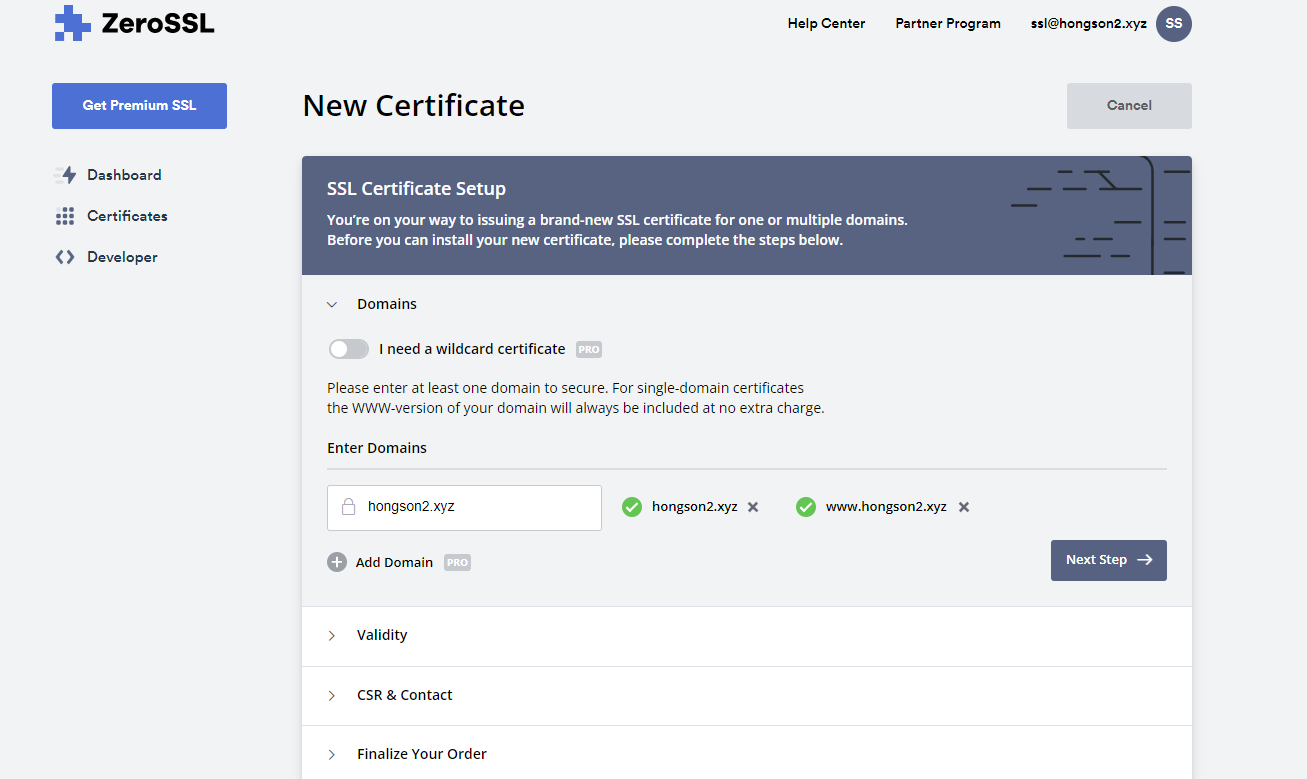 ZeroSSL
Help Center
Partner Program
ssl@hongson2.xyz
SS
Get Premium SSL
Dashboard
Certificates
Developer
New Certificate
Cancel
SSL Certificate Setup
You’re on your way to issuing a brand-new SSL certificate for one or multiple domains.
Before you can install your new certificate, please complete the steps below.
Domains
I need a wildcard certificate PRO
Please enter at least one domain to secure. For single-domain certificates
the WWW-version of your domain will always be included at no extra charge.
Enter Domains
hongson2.xyz
hongson2.xyz
www.hongson2.xyz
Add Domain PRO
Next Step
Validity
CSR & Contact
Finalize Your Order